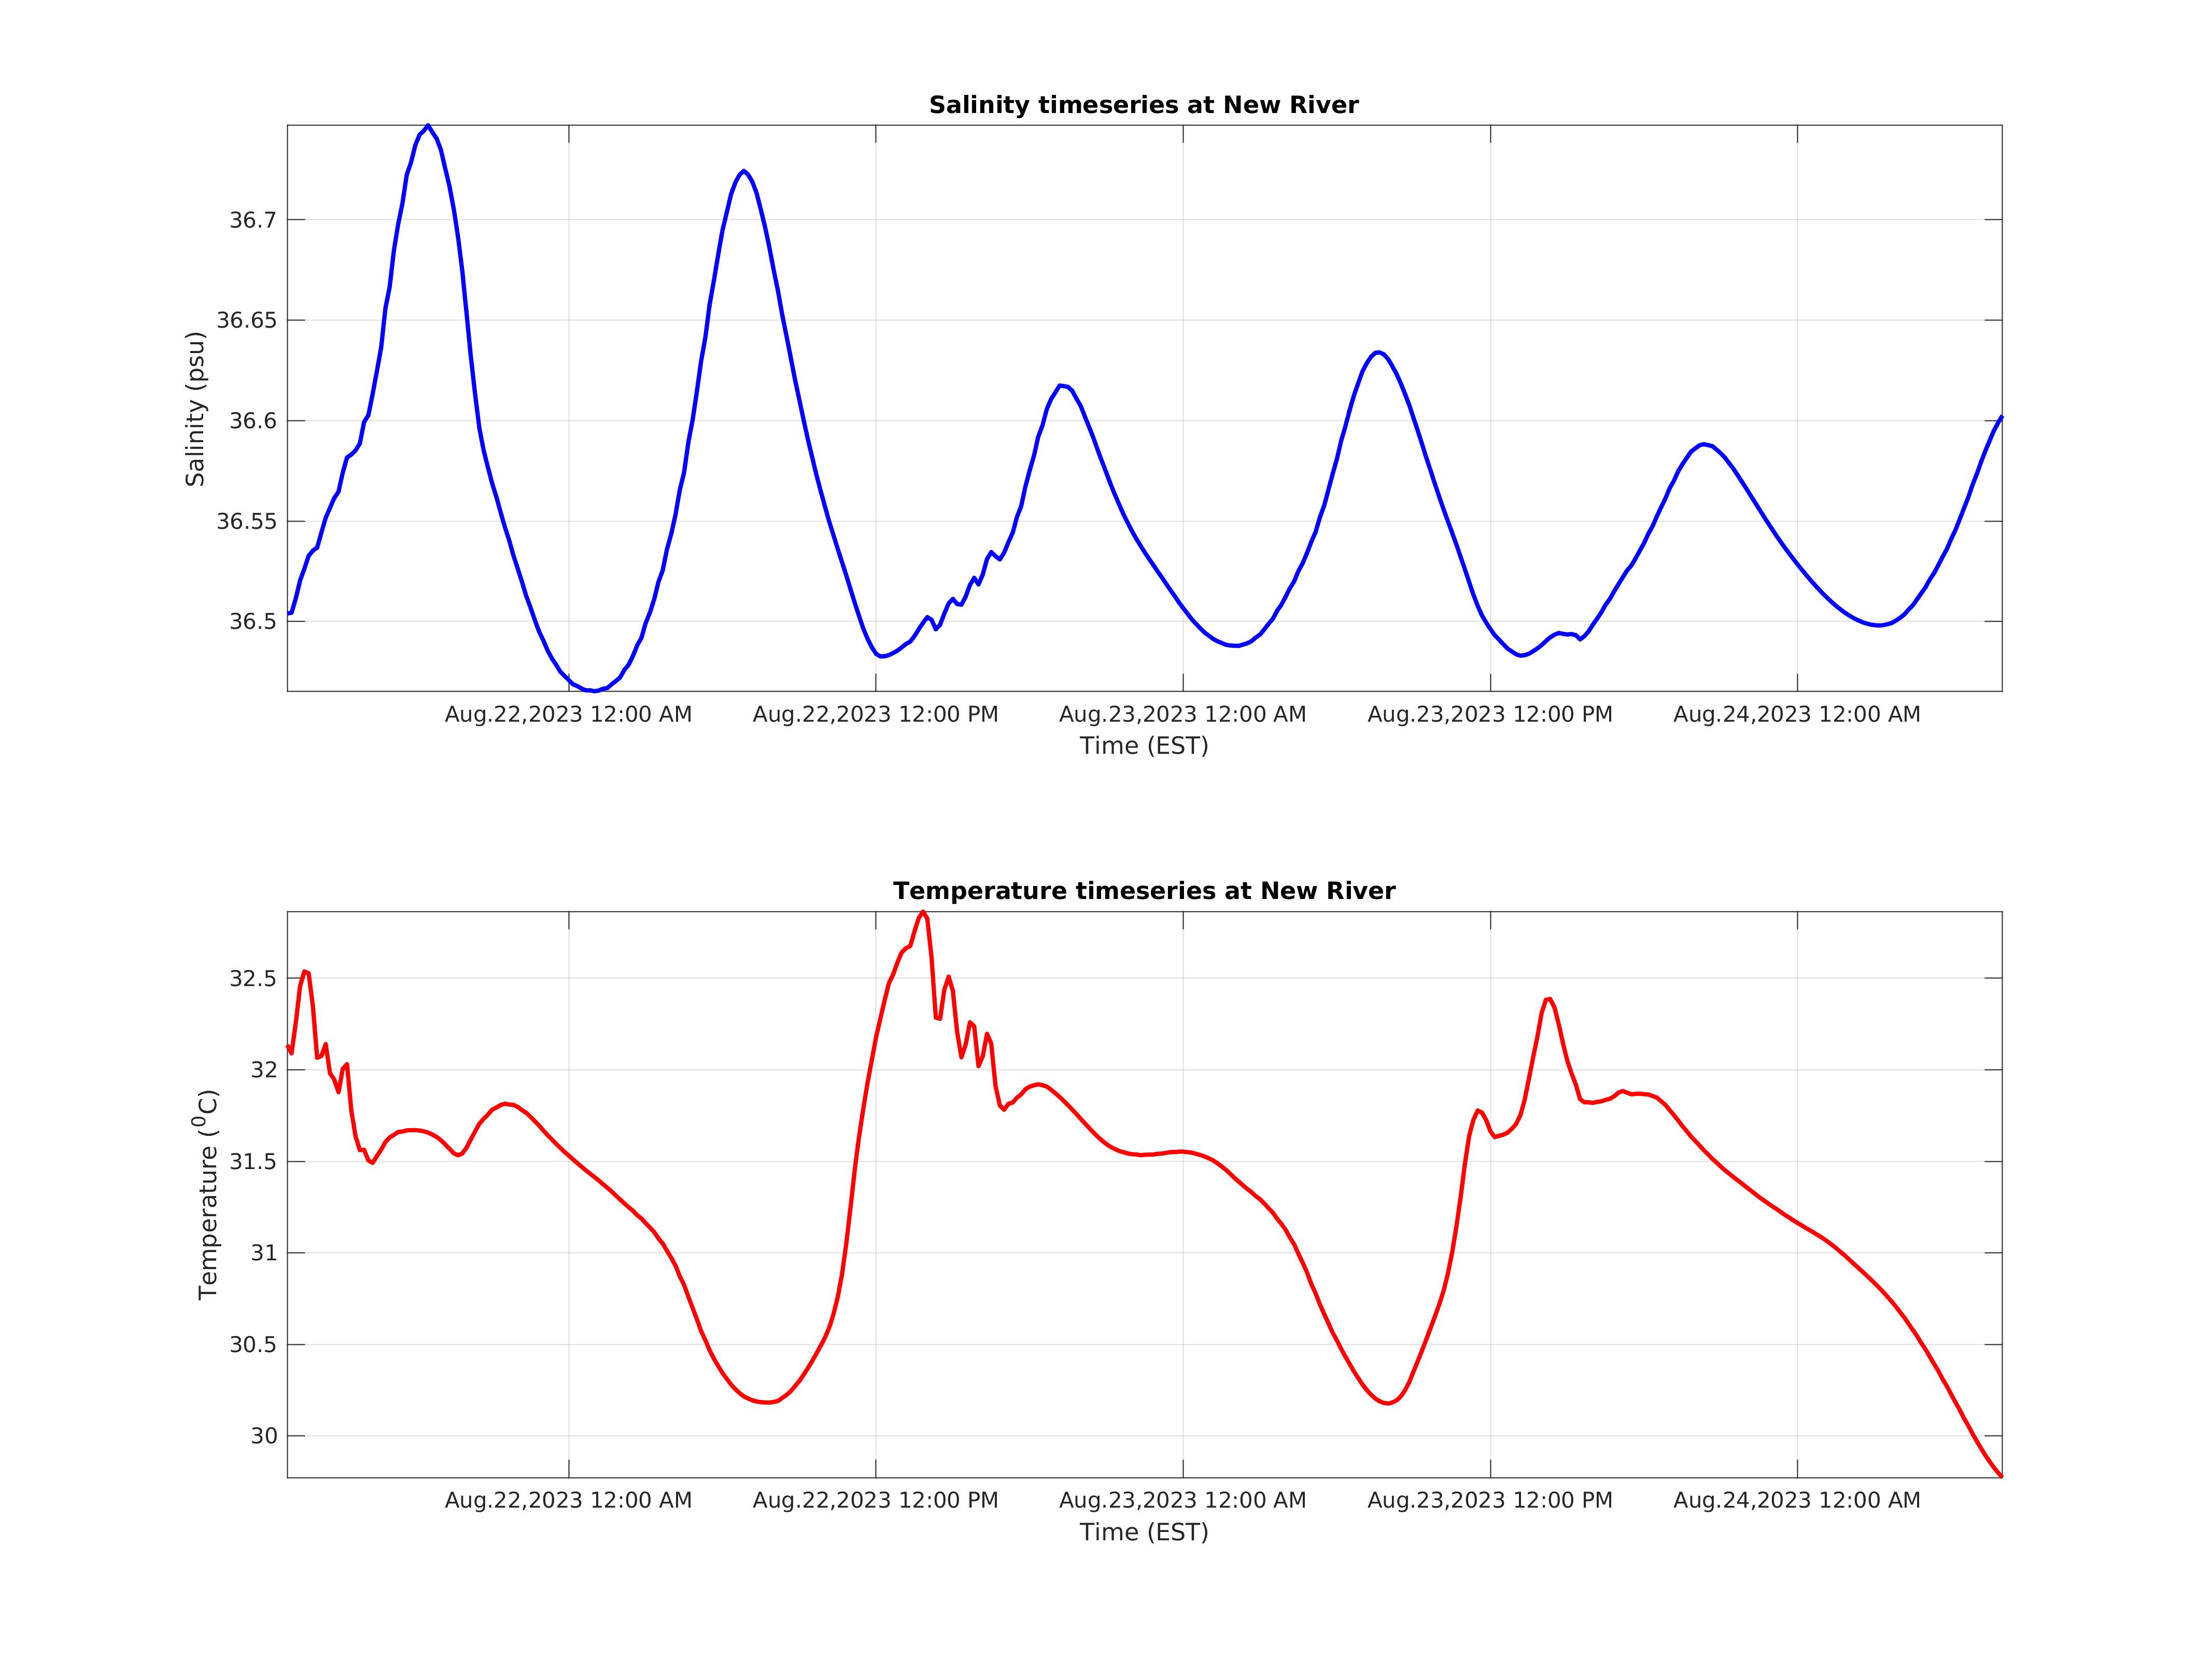 Salinity timeseries at New River
36.7
36.65
36.6
36.55
36.5
Salinity (psu)
Aug.22,2023 12:00 AM Aug.22,2023 12:00 PM Aug.23,2023 12:00 AM Aug.23,2023 12:00 PM Aug.24,2023 12:00 AM
Time (EST)
Temperature timeseries at New River
32.5
32
31.5
31
30.5
30
Temperature (⁰C)
Aug.22,2023 12:00 AM Aug.22,2023 12:00 PM Aug.23,2023 12:00 AM Aug.23,2023 12:00 PM Aug.24,2023 12:00 AM
Time (EST)